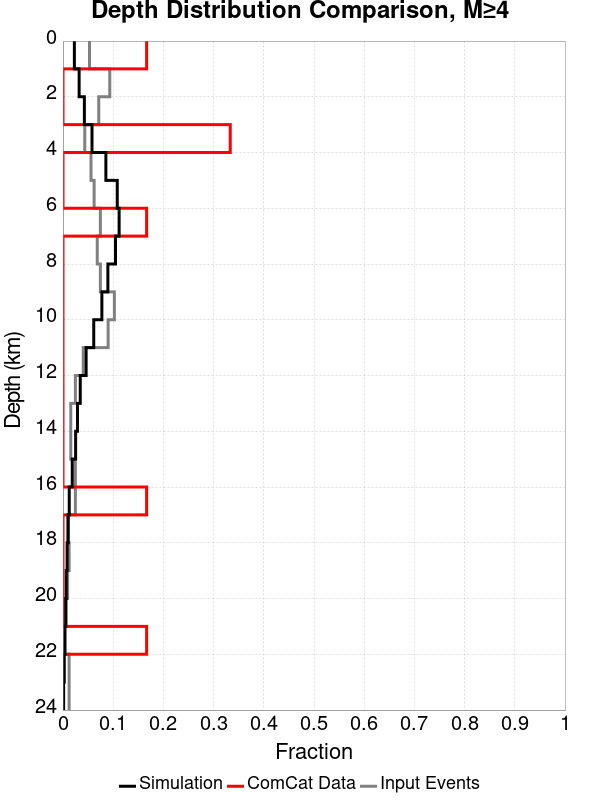 Depth Distribution Comparison, M≥4
0
2
4
6
8
10
12
14
16
18
20
22
24
Depth (km)
0 0.1 0.2 0.3 0.4 0.5 0.6 0.7 0.8 0.9 1
Fraction
Simulation ComCat Data Input Events